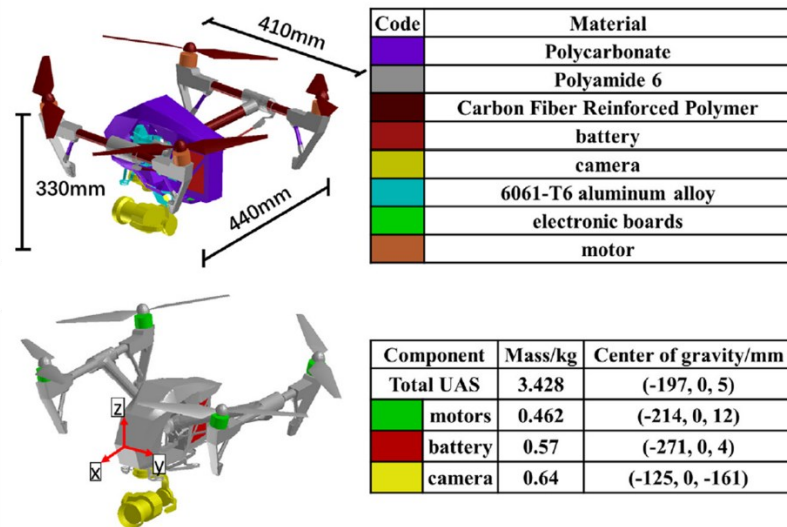 410mm
330mm
440mm
Code Material
Polycarbonate
Polyamide 6
Carbon Fiber Reinforced Polymer
battery
camera
6061-T6 aluminum alloy
electronic boards
motor
z
x
y
Component Mass/kg Center of gravity/mm
Total UAS 3.428 (-197, 0, 5)
motors 0.462 (-214, 0, 12)
battery 0.57 (-271, 0, 4)
camera 0.64 (-125, 0, -161)